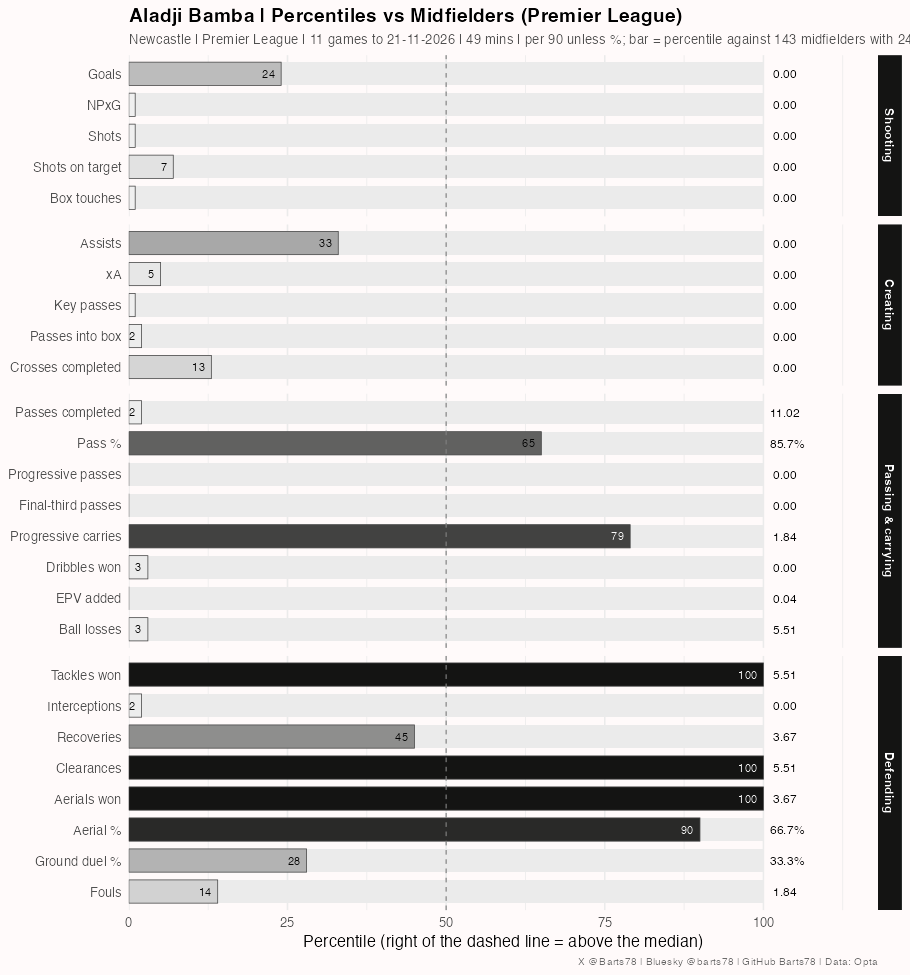 Aladji Bamba | Percentiles vs Midfielders (Premier League)
Newcastle | Premier League | 11 games to 21-11-2026 | 49 mins | per 90 unless %; bar = percentile against 143 midfielders with 24
Goals 24 0.00
NPxG 0.00
Shots 0.00
Shots on target 7 0.00
Box touches 0.00
Shooting
Assists 33 0.00
xA 5 0.00
Key passes 0.00
Passes into box 2 0.00
Crosses completed 13 0.00
Creating
Passes completed 2 11.02
Pass % 65 85.7%
Progressive passes 0.00
Final-third passes 0.00
Progressive carries 79 1.84
Dribbles won 3 0.00
EPV added 0.04
Ball losses 3 5.51
Passing & carrying
Tackles won 100 5.51
Interceptions 2 0.00
Recoveries 45 3.67
Clearances 100 5.51
Aerials won 100 3.67
Aerial % 90 66.7%
Ground duel % 28 33.3%
Fouls 14 1.84
Defending
0 25 50 75 100
Percentile (right of the dashed line = above the median)
X @Barts78 | Bluesky @barts78 | GitHub Barts78 | Data: Opta